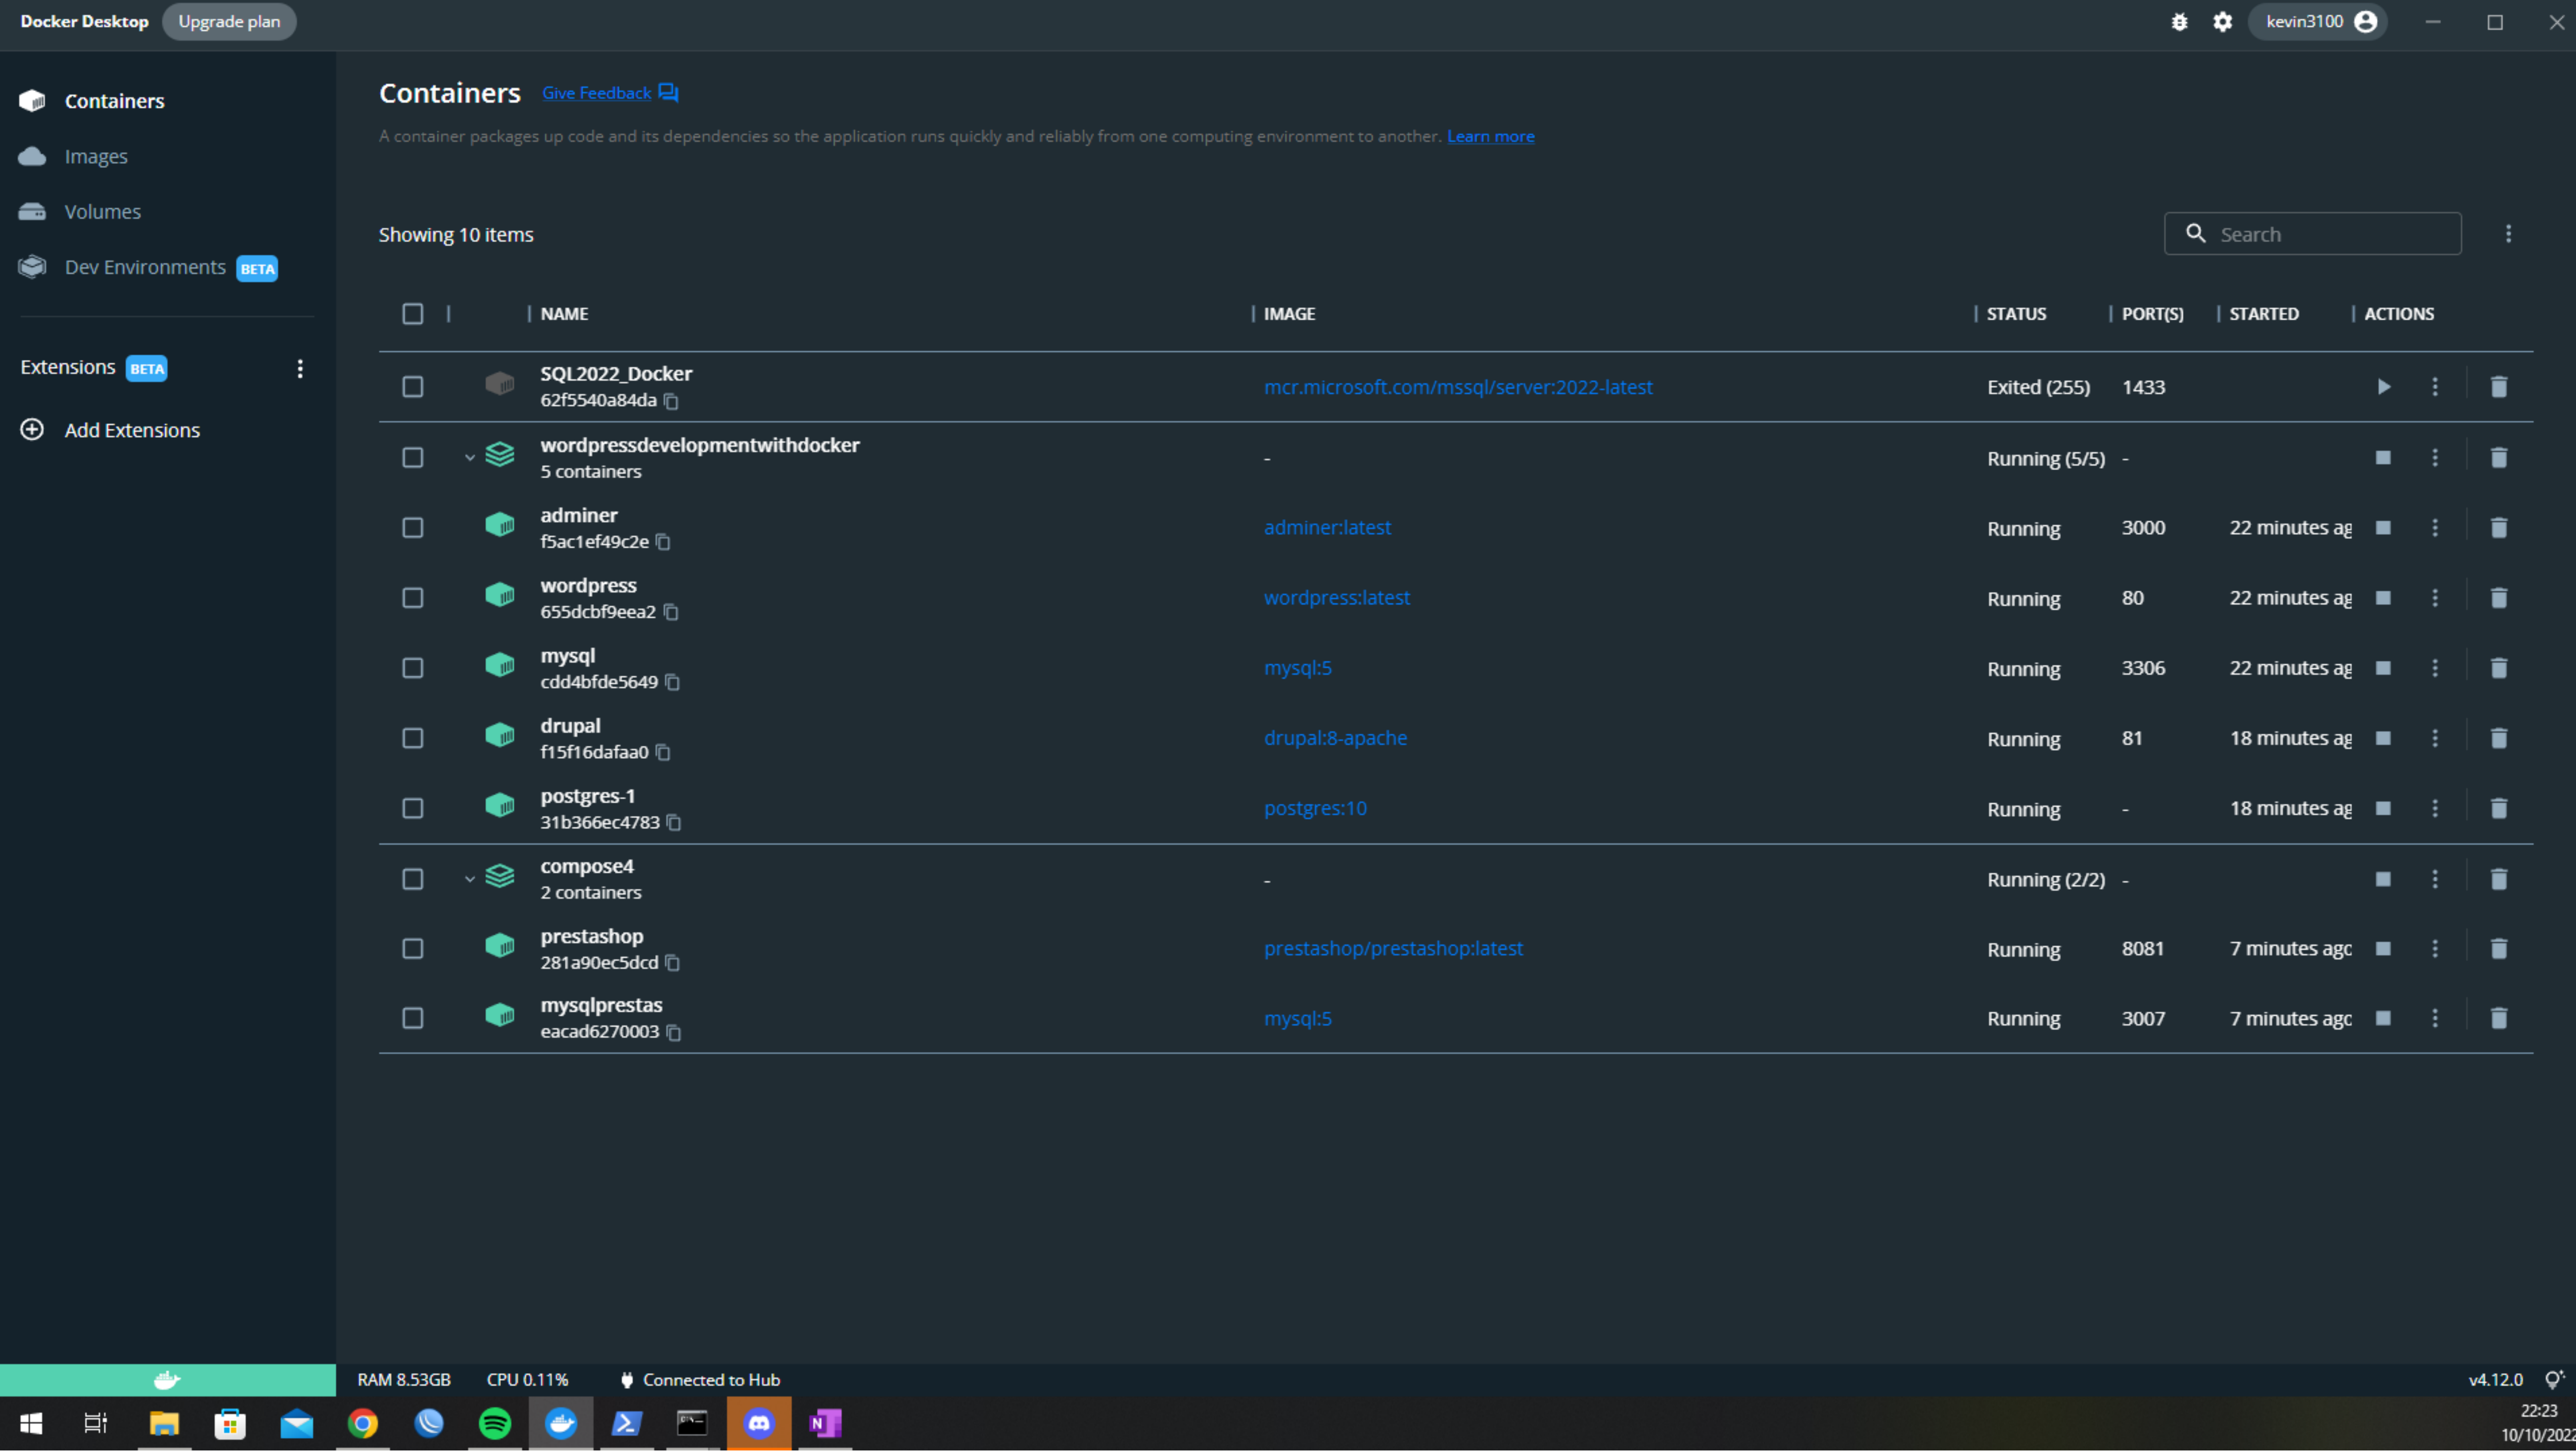 Docker Desktop Upgrade plan kevin3100
Containers
Images
Volumes
Dev Environments BETA
Extensions BETA
Add Extensions
Containers Give Feedback
A container packages up code and its dependencies so the application runs quickly and reliably from one computing environment to another. Learn more
Showing 10 items
Search
NAME IMAGE STATUS PORT(S) STARTED ACTIONS
SQL2022_Docker
62f5540a84da
mcr.microsoft.com/mssql/server:2022-latest Exited (255) 1433
wordpressdevelopmentwithdocker
5 containers
- Running (5/5) -
adminer
f5ac1ef49c2e
adminer:latest Running 3000 22 minutes ag
wordpress
655dcbf9eea2
wordpress:latest Running 80 22 minutes ag
mysql
cdd4bfde5649
mysql:5 Running 3306 22 minutes ag
drupal
f15f16dafaa0
drupal:8-apache Running 81 18 minutes ag
postgres-1
31b366ec4783
postgres:10 Running - 18 minutes ag
compose4
2 containers
- Running (2/2) -
prestashop
281a90ec5dcd
prestashop/prestashop:latest Running 8081 7 minutes ago
mysqlprestas
eacad6270003
mysql:5 Running 3007 7 minutes ago
RAM 8.53GB CPU 0.11% Connected to Hub v4.12.0
22:23
10/10/202